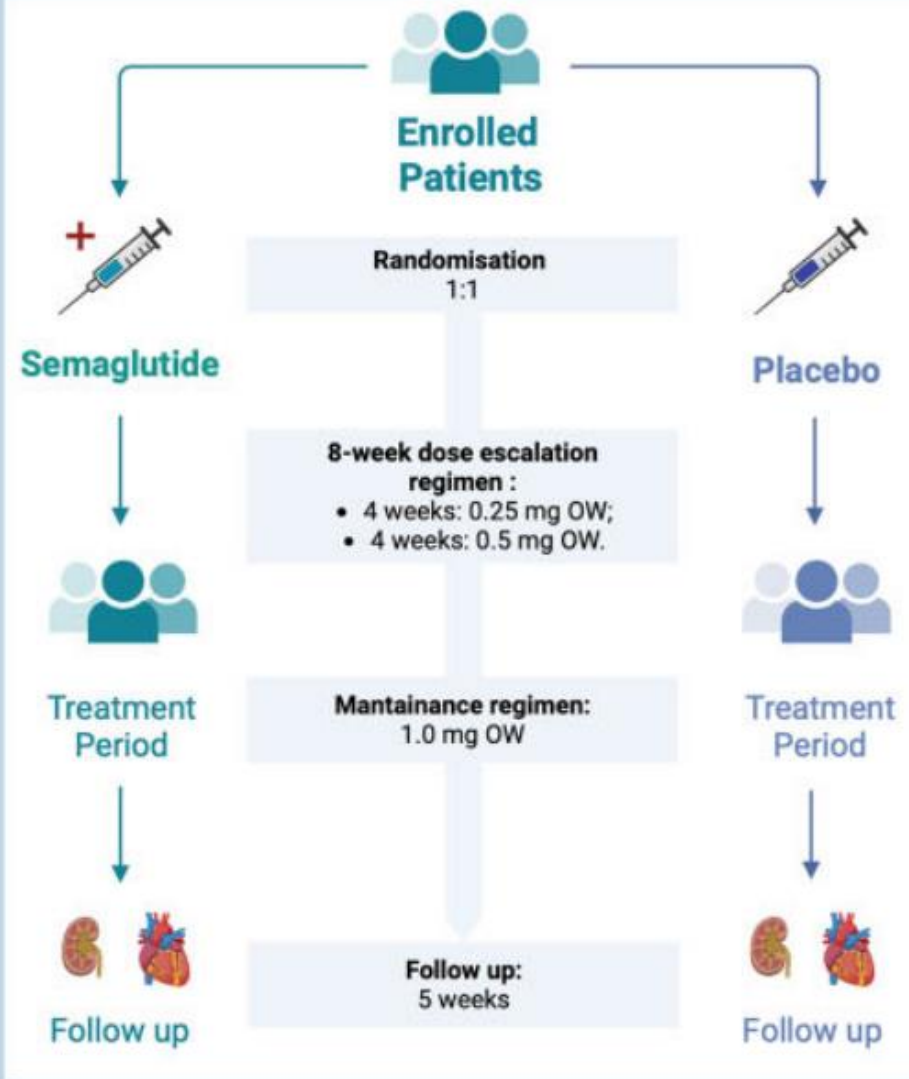 Enrolled
Patients
Randomisation
1:1
Semaglutide
Placebo
8-week dose escalation
regimen :
• 4 weeks: 0.25 mg OW;
• 4 weeks: 0.5 mg OW.
Treatment
Period
Mantainance regimen:
1.0 mg OW
Treatment
Period
Follow up:
5 weeks
Follow up
Follow up